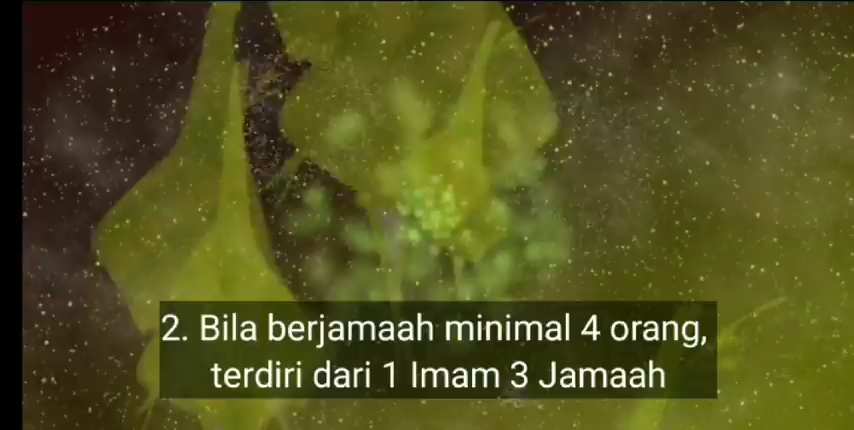 2. Bila berjamaah minimal 4 orang,
terdiri dari 1 Imam 3 Jamaah